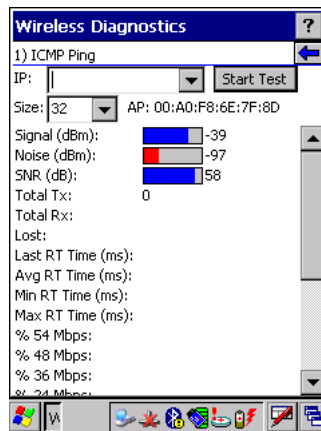 Wireless Diagnostics ?
1) ICMP Ping
IP: Start Test
Size: 32 AP: 00:A0:F8:6E:7F:8D
Signal (dBm): -39
Noise (dBm): -97
SNR (dB): 58
Total Tx: 0
Total Rx:
Lost:
Last RT Time (ms):
Avg RT Time (ms):
Min RT Time (ms):
Max RT Time (ms):
% 54 Mbps:
% 48 Mbps:
% 36 Mbps:
% 24 Mbps: